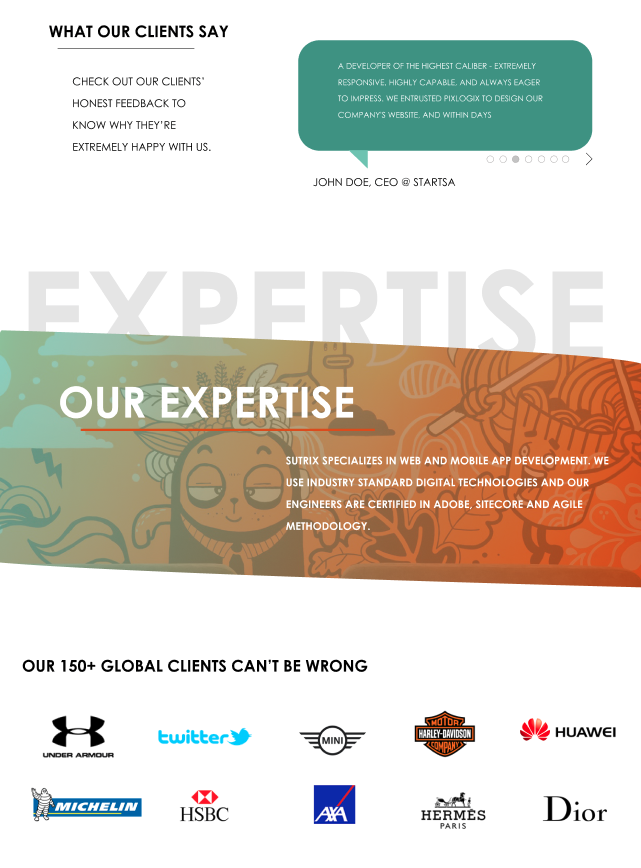 WHAT OUR CLIENTS SAY
CHECK OUT OUR CLIENTS'
HONEST FEEDBACK TO
KNOW WHY THEY'RE
EXTREMELY HAPPY WITH US.
A DEVELOPER OF THE HIGHEST CALIBER - EXTREMELY
RESPONSIVE, HIGHLY CAPABLE, AND ALWAYS EAGER
TO IMPRESS. WE ENTRUSTED PIXLOGIX TO DESIGN OUR
COMPANY'S WEBSITE, AND WITHIN DAYS
JOHN DOE, CEO @ STARTSA
EXPERTISE
OUR EXPERTISE
SUTRIX SPECIALIZES IN WEB AND MOBILE APP DEVELOPMENT. WE
USE INDUSTRY STANDARD DIGITAL TECHNOLOGIES AND OUR
ENGINEERS ARE CERTIFIED IN ADOBE, SITECORE AND AGILE
METHODOLOGY.
OUR 150+ GLOBAL CLIENTS CAN'T BE WRONG
UNDER ARMOUR
twitter
MINI
MOTOR
HARLEY-DAVIDSON
COMPANY
HUAWEI
MICHELIN
HSBC
AXA
HERMÈS
PARIS
Dior